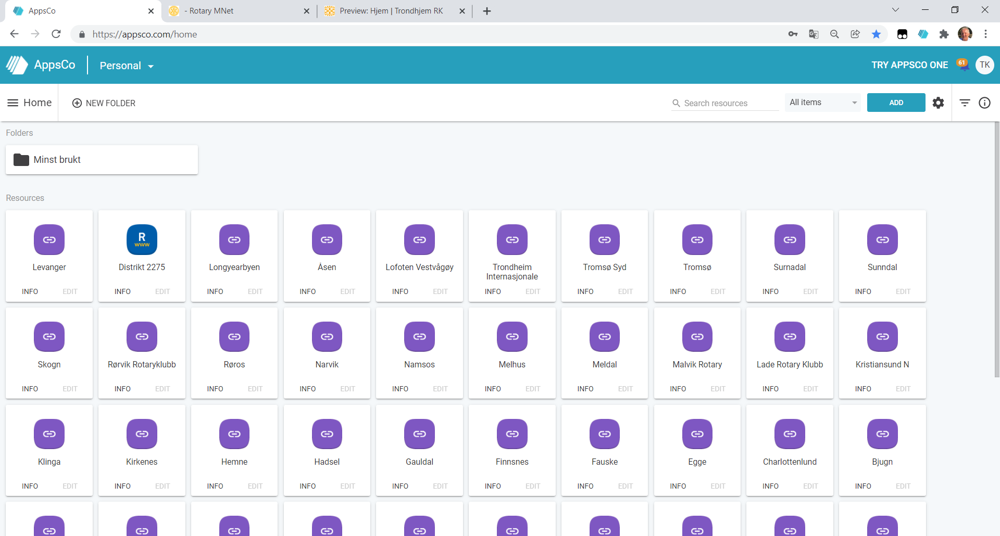 AppsCo
- Rotary MNet
Preview: Hjem | Trondhjem RK
https://appsco.com/home
AppsCo
Personal
TRY APPSCO ONE
61
TK
Home
NEW FOLDER
Search resources
All items
ADD
Folders
Minst brukt
Resources
R
www
Levanger
Distrikt 2275
Longyearbyen
Åsen
Lofoten Vestvågøy
Trondheim
Internasjonale
Tromsø Syd
Tromsø
Surnadal
Sunndal
INFO EDIT INFO EDIT INFO EDIT INFO EDIT INFO EDIT INFO EDIT INFO EDIT INFO EDIT INFO EDIT INFO EDIT
Skogn
Rørvik Rotaryklubb
Røros
Narvik
Namsos
Melhus
Meldal
Malvik Rotary
Lade Rotary Klubb
Kristiansund N
INFO EDIT INFO EDIT INFO EDIT INFO EDIT INFO EDIT INFO EDIT INFO EDIT INFO EDIT INFO EDIT INFO EDIT
Klinga
Kirkenes
Hemne
Hadsel
Gauldal
Finnsnes
Fauske
Egge
Charlottenlund
Bjugn
INFO EDIT INFO EDIT INFO EDIT INFO EDIT INFO EDIT INFO EDIT INFO EDIT INFO EDIT INFO EDIT INFO EDIT